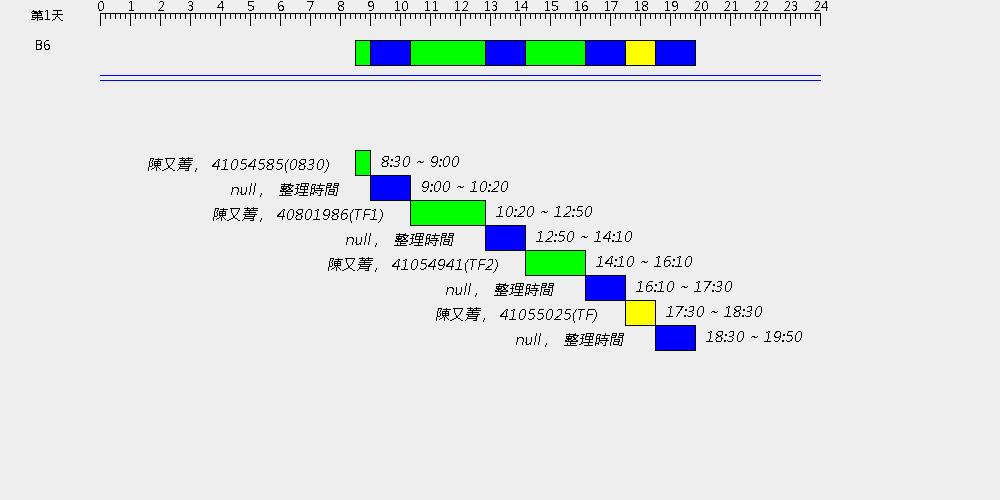 0 1 2 3 4 5 6 7 8 9 10 11 12 13 14 15 16 17 18 19 20 21 22 23 24
第1天
B6
陳又菁, 41054585(0830) 8:30 ~ 9:00
null, 整理時間 9:00 ~ 10:20
陳又菁, 40801986(TF1) 10:20 ~ 12:50
null, 整理時間 12:50 ~ 14:10
陳又菁, 41054941(TF2) 14:10 ~ 16:10
null, 整理時間 16:10 ~ 17:30
陳又菁, 41055025(TF) 17:30 ~ 18:30
null, 整理時間 18:30 ~ 19:50